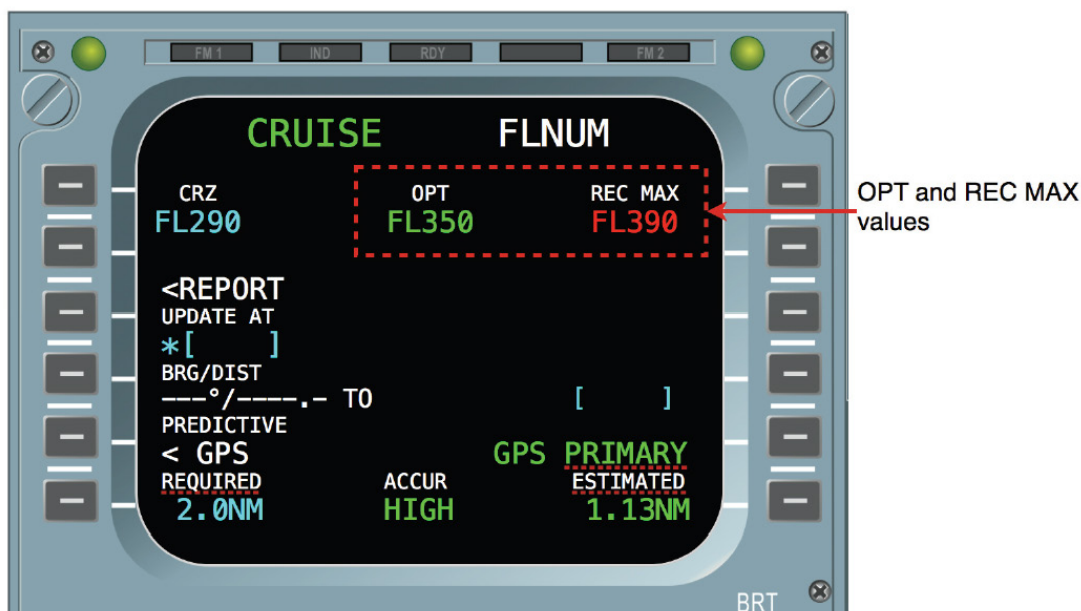 FM 1 IND RDY FM 2
CRUISE FLNUM
CRZ OPT REC MAX
FL290 FL350 FL390
OPT and REC MAX
values
<REPORT
UPDATE AT
*[ ]
BRG/DIST
---°/----.- TO [ ]
PREDICTIVE
< GPS GPS PRIMARY
REQUIRED ACCUR ESTIMATED
2.0NM HIGH 1.13NM
BRT